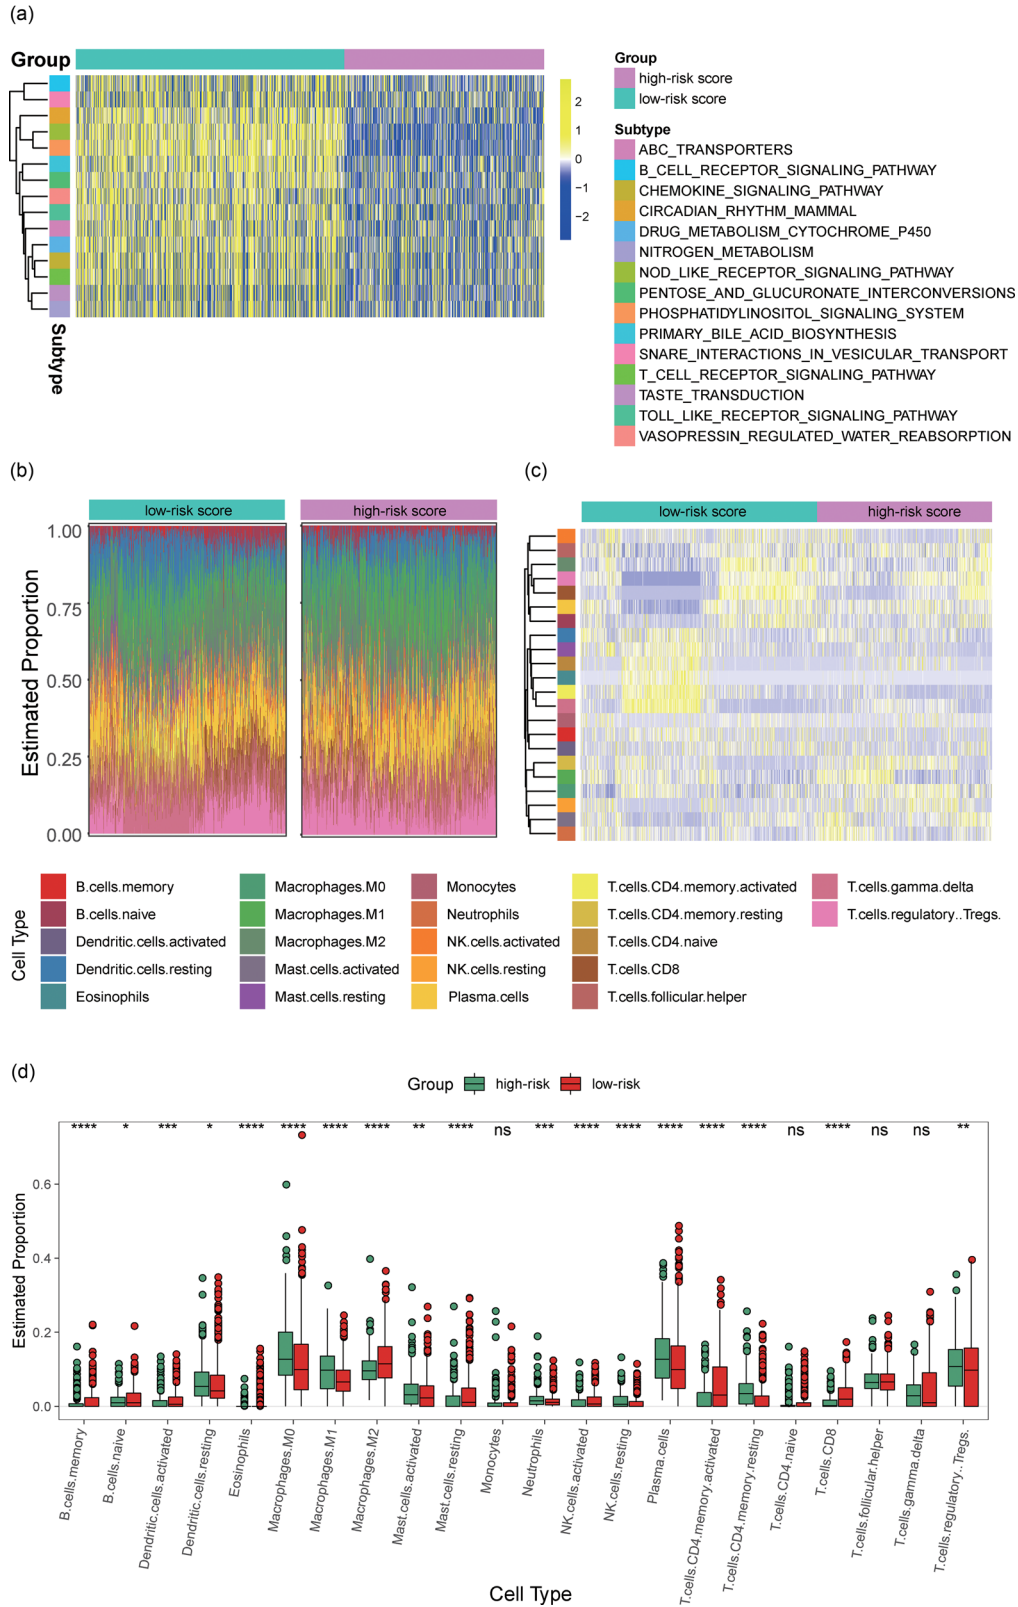 (a)
Group
Subtype
2
1
0
−1
−2
Group
high-risk score
low-risk score
Subtype
ABC_TRANSPORTERS
B_CELL_RECEPTOR_SIGNALING_PATHWAY
CHEMOKINE_SIGNALING_PATHWAY
CIRCADIAN_RHYTHM_MAMMAL
DRUG_METABOLISM_CYTOCHROME_P450
NITROGEN_METABOLISM
NOD_LIKE_RECEPTOR_SIGNALING_PATHWAY
PENTOSE_AND_GLUCURONATE_INTERCONVERSIONS
PHOSPHATIDYLINOSITOL_SIGNALING_SYSTEM
PRIMARY_BILE_ACID_BIOSYNTHESIS
SNARE_INTERACTIONS_IN_VESICULAR_TRANSPORT
T_CELL_RECEPTOR_SIGNALING_PATHWAY
TASTE_TRANSDUCTION
TOLL_LIKE_RECEPTOR_SIGNALING_PATHWAY
VASOPRESSIN_REGULATED_WATER_REABSORPTION
(b)
low-risk score
high-risk score
Estimated Proportion
1.00
0.75
0.50
0.25
0.00
(c)
low-risk score
high-risk score
Cell Type
B.cells.memory
B.cells.naive
Dendritic.cells.activated
Dendritic.cells.resting
Eosinophils
Macrophages.M0
Macrophages.M1
Macrophages.M2
Mast.cells.activated
Mast.cells.resting
Monocytes
Neutrophils
NK.cells.activated
NK.cells.resting
Plasma.cells
T.cells.CD4.memory.activated
T.cells.CD4.memory.resting
T.cells.CD4.naive
T.cells.CD8
T.cells.follicular.helper
T.cells.gamma.delta
T.cells.regulatory..Tregs.
(d)
Group high-risk low-risk
**** * *** * **** **** **** **** ** **** ns *** **** **** **** **** **** ns **** ns ns **
Estimated Proportion
0.6
0.4
0.2
0.0
B.cells.memory
B.cells.naive
Dendritic.cells.activated
Dendritic.cells.resting
Eosinophils
Macrophages.M0
Macrophages.M1
Macrophages.M2
Mast.cells.activated
Mast.cells.resting
Monocytes
Neutrophils
NK.cells.activated
NK.cells.resting
Plasma.cells
T.cells.CD4.memory.activated
T.cells.CD4.memory.resting
T.cells.CD4.naive
T.cells.CD8
T.cells.follicular.helper
T.cells.gamma.delta
T.cells.regulatory..Tregs.
Cell Type